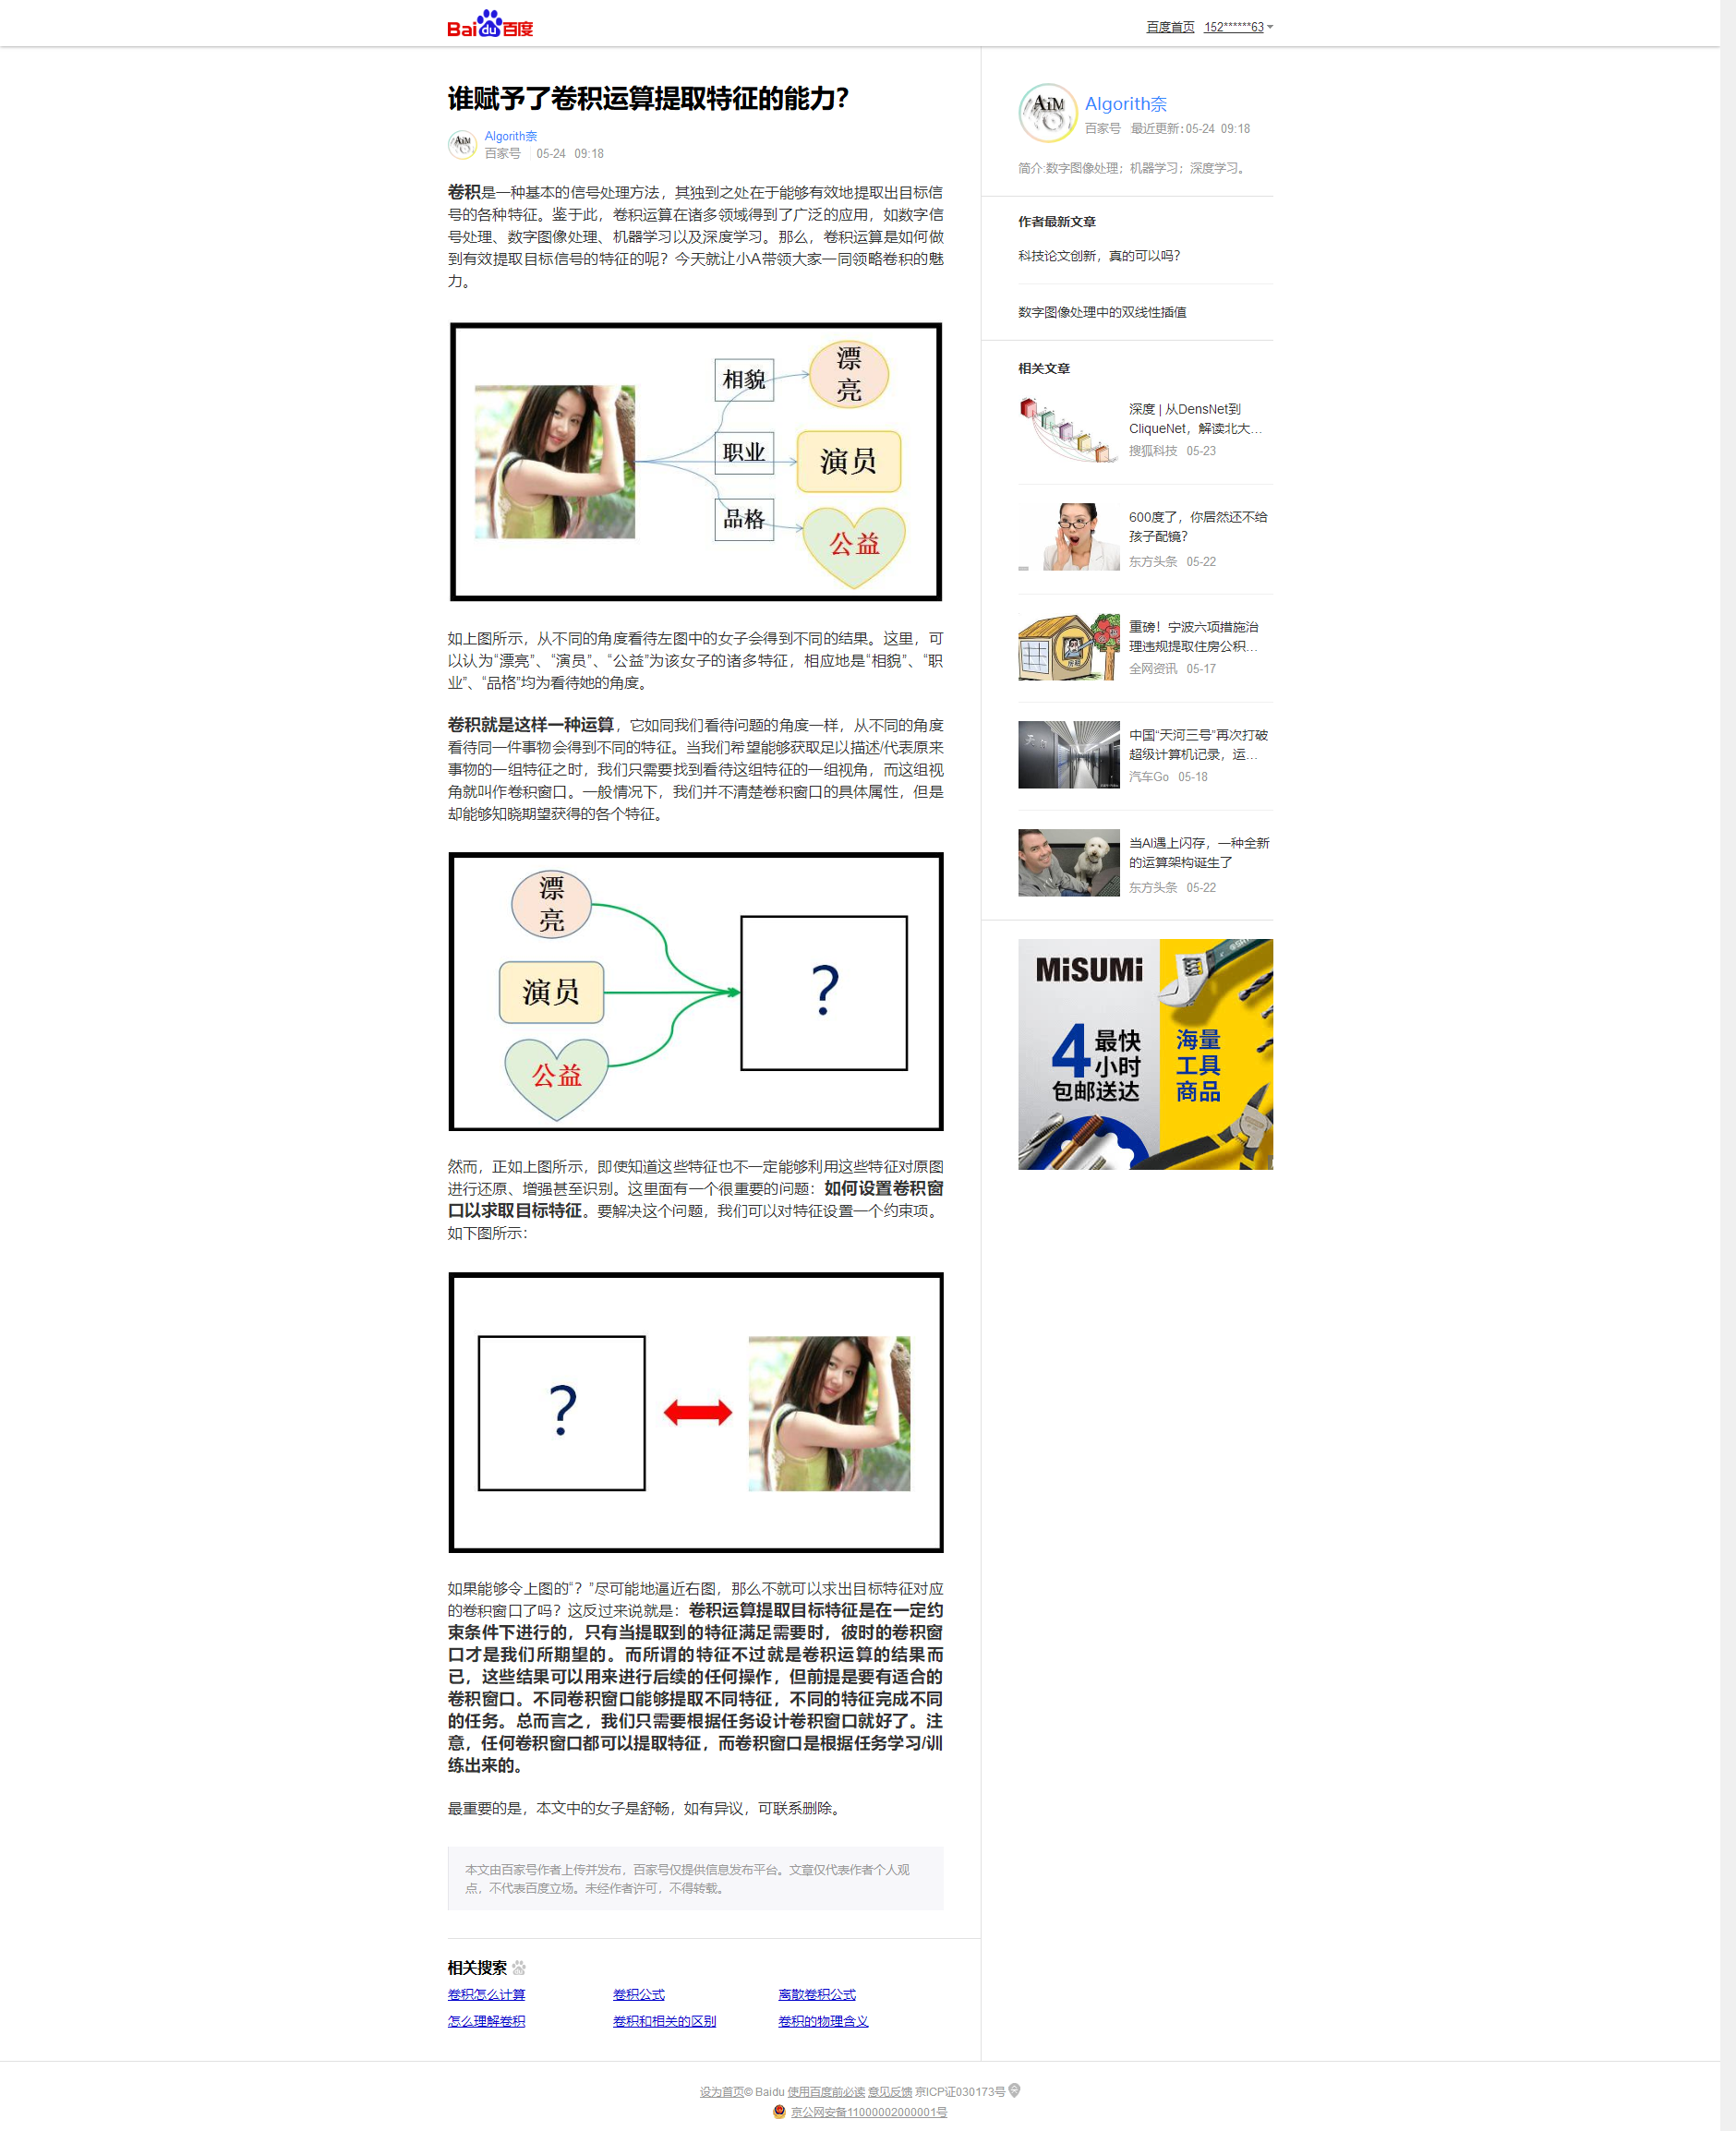 Bai du 百度
百度首页 152******63
谁赋予了卷积运算提取特征的能力？
AiM
Algorith奈
百家号 05-24 09:18
卷积是一种基本的信号处理方法，其独到之处在于能够有效地提取出目标信
号的各种特征。鉴于此，卷积运算在诸多领域得到了广泛的应用，如数字信
号处理、数字图像处理、机器学习以及深度学习。那么，卷积运算是如何做
到有效提取目标信号的特征的呢？今天就让小A带领大家一同领略卷积的魅
力。
相貌
漂
亮
职业
演员
品格
公益
如上图所示，从不同的角度看待左图中的女子会得到不同的结果。这里，可
以认为“漂亮”、“演员”、“公益”为该女子的诸多特征，相应地是“相貌”、“职
业”、“品格”均为看待她的角度。
卷积就是这样一种运算，它如同我们看待问题的角度一样，从不同的角度
看待同一件事物会得到不同的特征。当我们希望能够获取足以描述/代表原来
事物的一组特征之时，我们只需要找到看待这组特征的一组视角，而这组视
角就叫作卷积窗口。一般情况下，我们并不清楚卷积窗口的具体属性，但是
却能够知晓期望获得的各个特征。
漂
亮
演员
公益
?
然而，正如上图所示，即使知道这些特征也不一定能够利用这些特征对原图
进行还原、增强甚至识别。这里面有一个很重要的问题：如何设置卷积窗
口以求取目标特征。要解决这个问题，我们可以对特征设置一个约束项。
如下图所示：
?
如果能够令上图的“？”尽可能地逼近右图，那么不就可以求出目标特征对应
的卷积窗口了吗？这反过来说就是：卷积运算提取目标特征是在一定约
束条件下进行的，只有当提取到的特征满足需要时，彼时的卷积窗
口才是我们所期望的。而所谓的特征不过就是卷积运算的结果而
已，这些结果可以用来进行后续的任何操作，但前提是要有适合的
卷积窗口。不同卷积窗口能够提取不同特征，不同的特征完成不同
的任务。总而言之，我们只需要根据任务设计卷积窗口就好了。注
意，任何卷积窗口都可以提取特征，而卷积窗口是根据任务学习/训
练出来的。
最重要的是，本文中的女子是舒畅，如有异议，可联系删除。
本文由百家号作者上传并发布，百家号仅提供信息发布平台。文章仅代表作者个人观
点，不代表百度立场。未经作者许可，不得转载。
相关搜索
卷积怎么计算 卷积公式 离散卷积公式
怎么理解卷积 卷积和相关的区别 卷积的物理含义
AiM
Algorith奈
百家号 最近更新:05-24 09:18
简介:数字图像处理；机器学习；深度学习。
作者最新文章
科技论文创新，真的可以吗？
数字图像处理中的双线性插值
相关文章
深度 | 从DensNet到
CliqueNet，解读北大...
搜狐科技 05-23
600度了，你居然还不给
孩子配镜？
东方头条 05-22
重磅！宁波六项措施治
理违规提取住房公积...
全网资讯 05-17
中国“天河三号”再次打破
超级计算机记录，运...
汽车Go 05-18
当AI遇上闪存，一种全新
的运算架构诞生了
东方头条 05-22
MiSUMi
4最快
小时
包邮送达
海量
工具
商品
设为首页© Baidu 使用百度前必读 意见反馈 京ICP证030173号
京公网安备11000002000001号